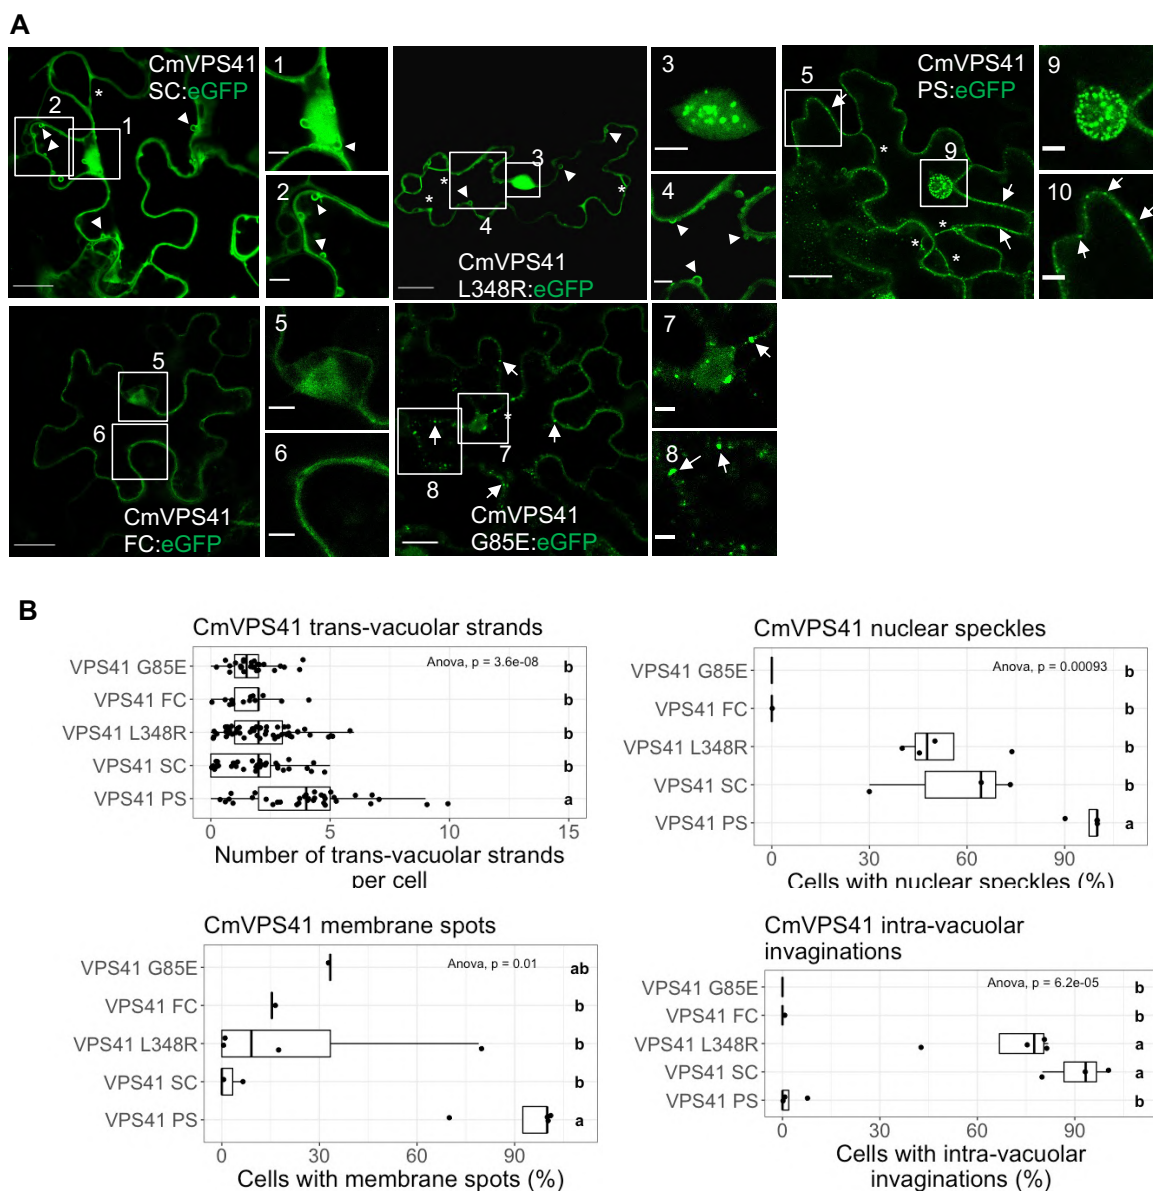 A
CmVPS41
SC:eGFP
2
1
*
1
2
3
4
*
*
*
CmVPS41
L348R:eGFP
3
4
5
CmVPS41
PS:eGFP
9
*
*
*
*
9
10
5
6
CmVPS41
FC:eGFP
5
6
*
7
8
CmVPS41
G85E:eGFP
7
8
B
CmVPS41 trans-vacuolar strands
VPS41 G85E
VPS41 FC
VPS41 L348R
VPS41 SC
VPS41 PS
Anova, p = 3.6e-08
b
b
b
b
a
0 5 10 15
Number of trans-vacuolar strands
per cell
CmVPS41 nuclear speckles
VPS41 G85E
VPS41 FC
VPS41 L348R
VPS41 SC
VPS41 PS
Anova, p = 0.00093
b
b
b
b
a
0 30 60 90
Cells with nuclear speckles (%)
CmVPS41 membrane spots
VPS41 G85E
VPS41 FC
VPS41 L348R
VPS41 SC
VPS41 PS
Anova, p = 0.01
ab
b
b
b
a
0 30 60 90
Cells with membrane spots (%)
CmVPS41 intra-vacuolar
invaginations
VPS41 G85E
VPS41 FC
VPS41 L348R
VPS41 SC
VPS41 PS
Anova, p = 6.2e-05
b
b
a
a
b
0 30 60 90
Cells with intra-vacuolar
invaginations (%)